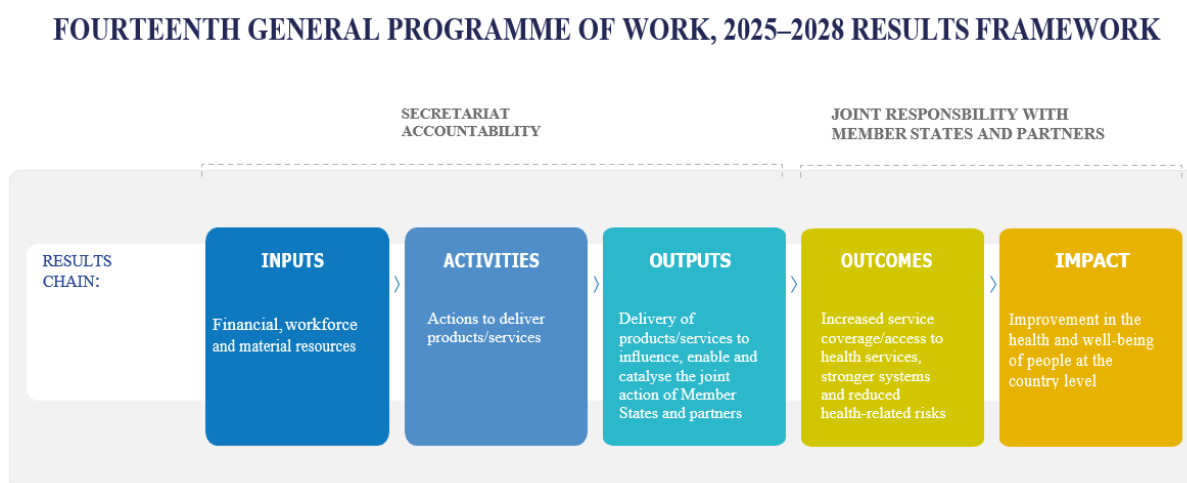 FOURTEENTH GENERAL PROGRAMME OF WORK, 2025–2028 RESULTS FRAMEWORK
SECRETARIAT
ACCOUNTABILITY
JOINT RESPONSBILITY WITH
MEMBER STATES AND PARTNERS
RESULTS
CHAIN:
INPUTS
Financial, workforce
and material resources
ACTIVITIES
Actions to deliver
products/services
OUTPUTS
Delivery of
products/services to
influence, enable and
catalyse the joint
action of Member
States and partners
OUTCOMES
Increased service
coverage/access to
health services,
stronger systems
and reduced
health-related risks
IMPACT
Improvement in the
health and well-being
of people at the
country level